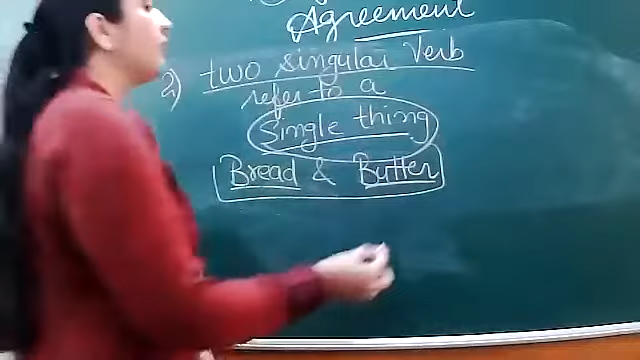 Agreement
2) two singular Verb
refer to a
single thing
Bread & Butter